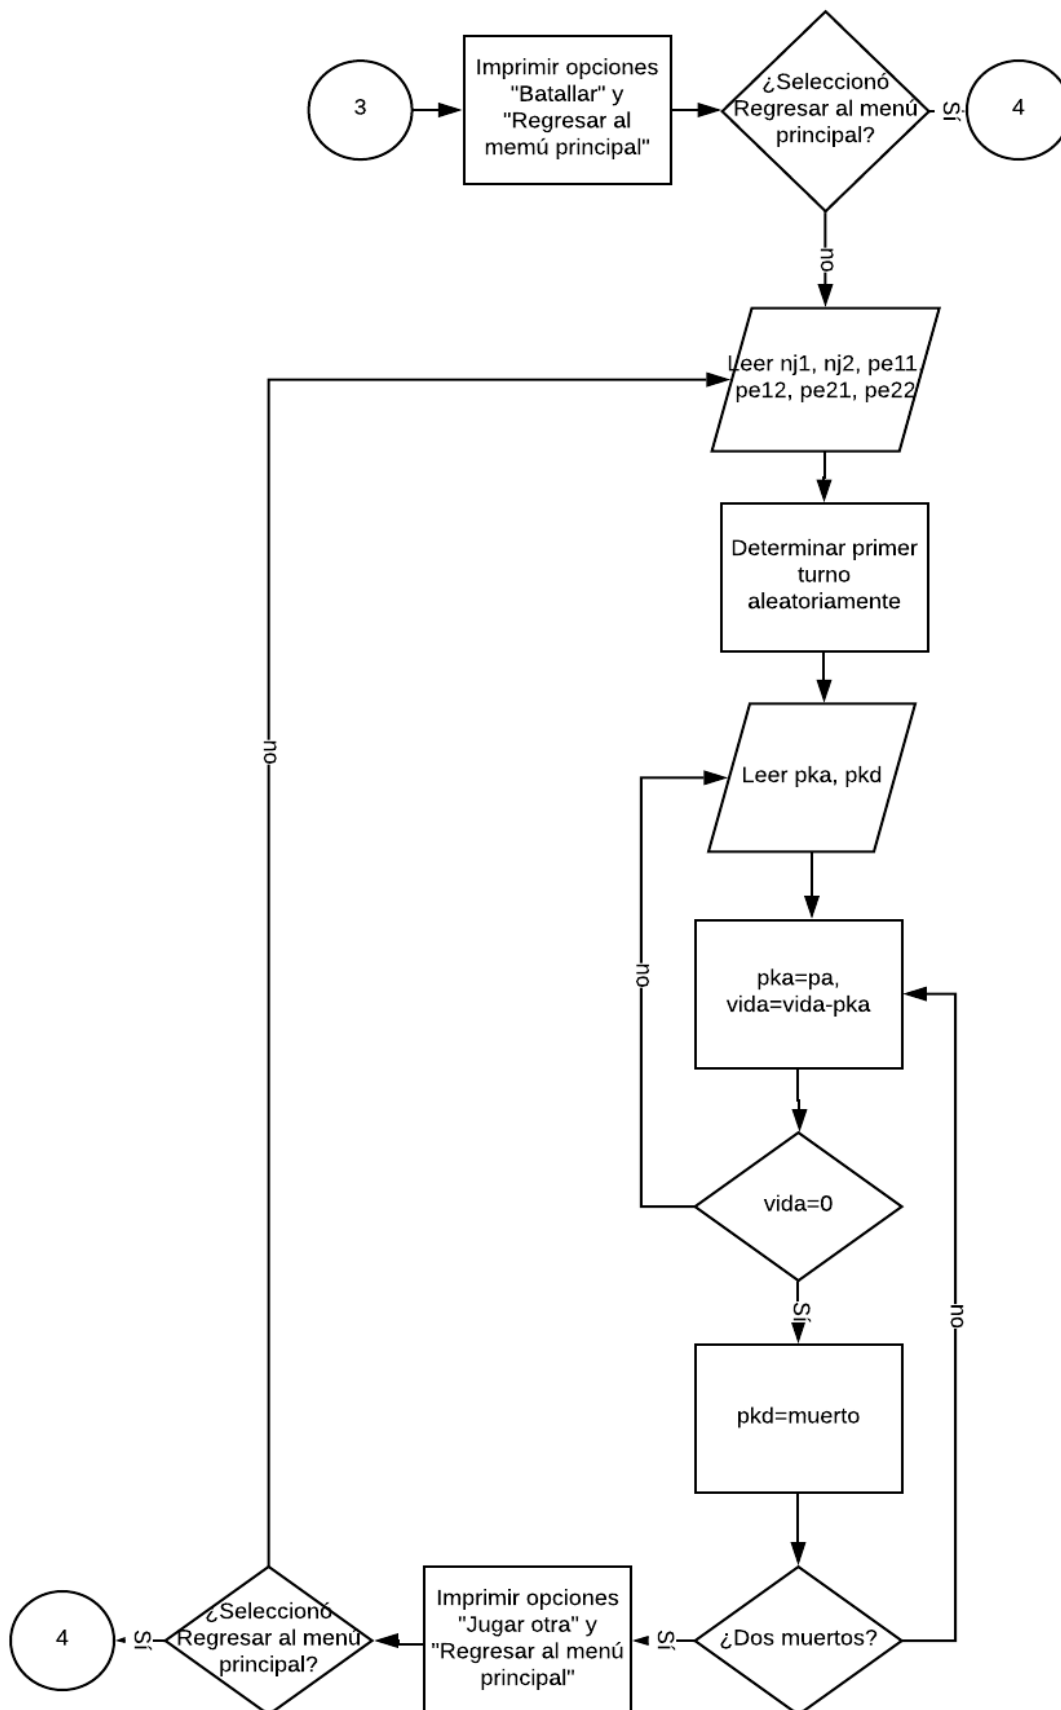 3
Imprimir opciones
"Batallar" y
"Regresar al
memú principal"
¿Seleccionó
Regresar al menú
principal?
Sí
4
no
Leer nj1, nj2, pe11,
pe12, pe21, pe22
Determinar primer
turno
aleatoriamente
no
Leer pka, pkd
no
pka=pa,
vida=vida-pka
vida=0
Sí
no
pkd=muerto
¿Dos muertos?
Sí
Imprimir opciones
"Jugar otra" y
"Regresar al menú
principal"
¿Seleccionó
Regresar al menú
principal?
Sí
4